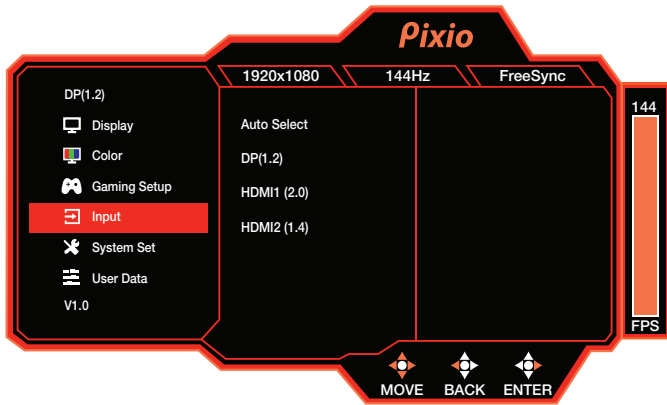 Pixio
1920x1080
144Hz
FreeSync
DP(1.2)
Display
Color
Gaming Setup
Input
System Set
User Data
V1.0
Auto Select
DP(1.2)
HDMI1 (2.0)
HDMI2 (1.4)
144
FPS
MOVE
BACK
ENTER